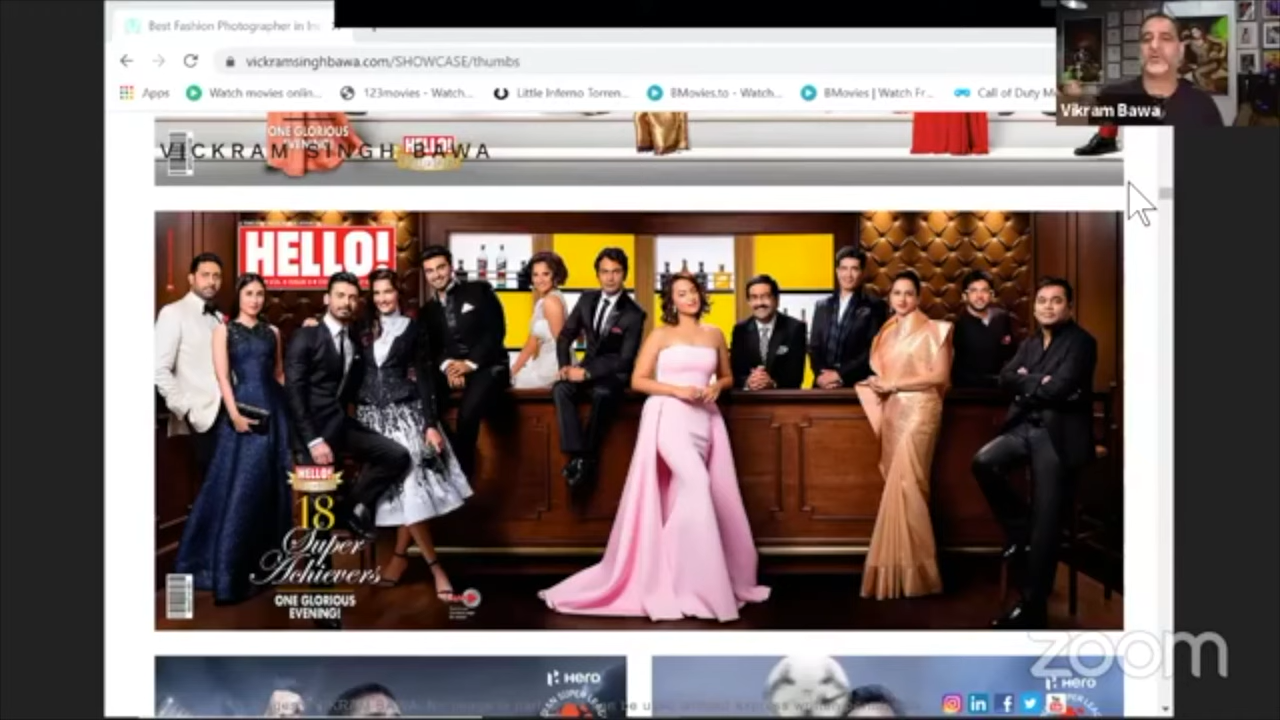 Best Fashion Photographer in In
vickramsinghbawa.com/SHOWCASE/thumbs
Apps
Watch movies onlin...
123movies - Watch...
Little Inferno Torren...
BMovies.to - Watch...
BMovies | Watch Fr...
Call of Duty M
Vikram Bawa
ONE GLORIOUS
EVENING!
HELLO!
VICKRAM SINGH BAWA
HELLO!
HELLO!
18
Super
Achievers
ONE GLORIOUS
EVENING!
zoom
Hero
Hero